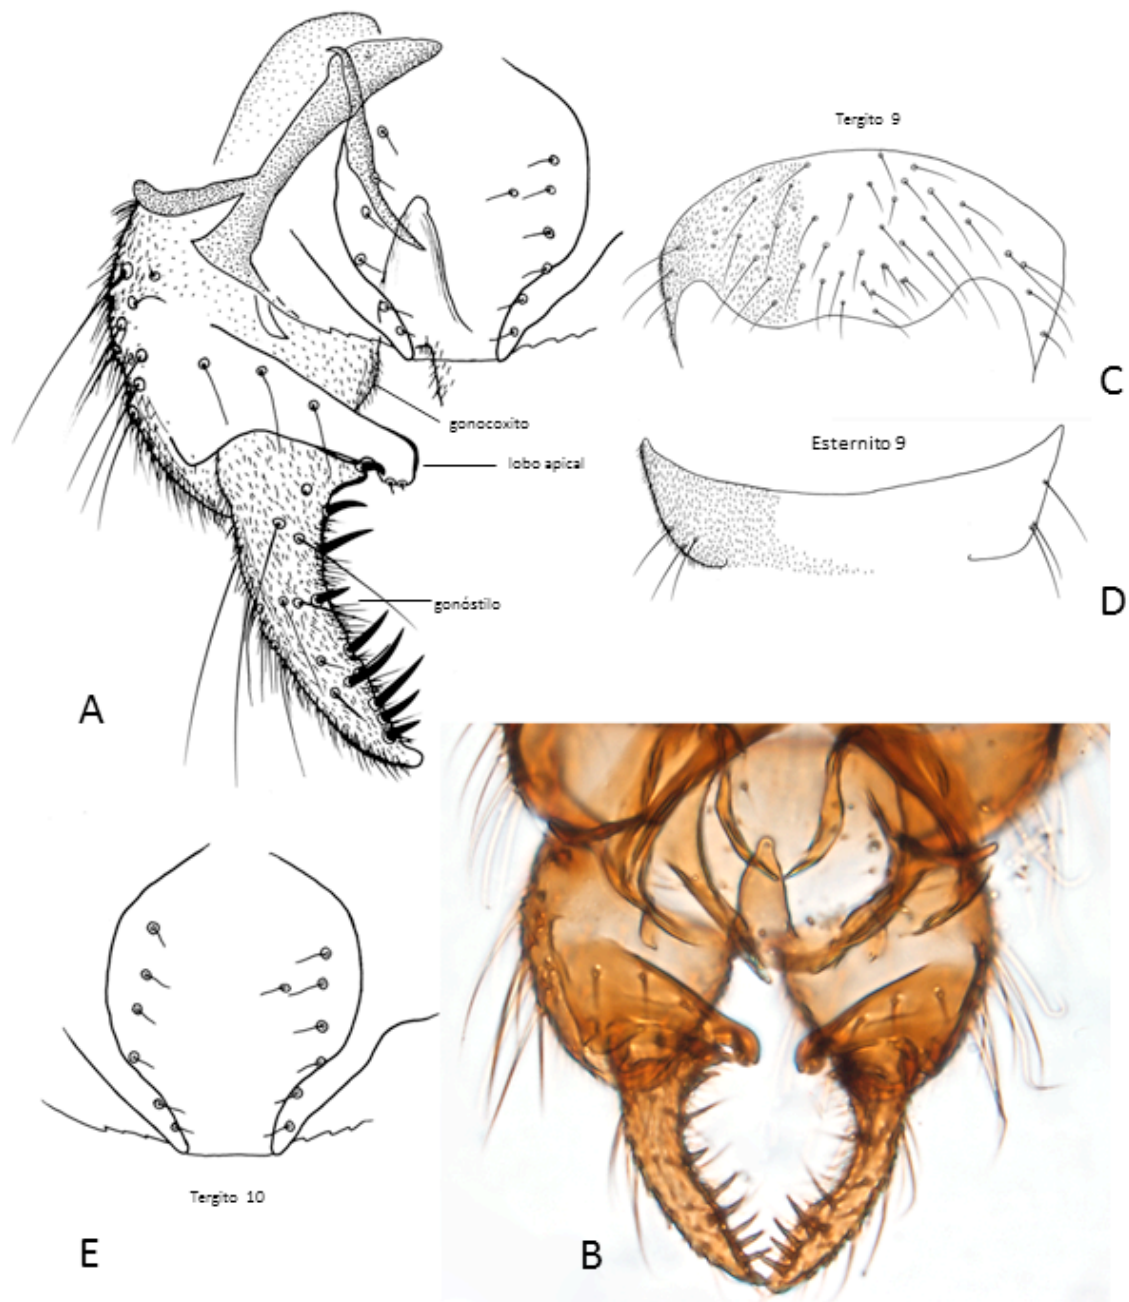 Tergito 9
C
gonocoxito
lobo apical
Esternito 9
gonóstilo
D
A
Tergito 10
E
B